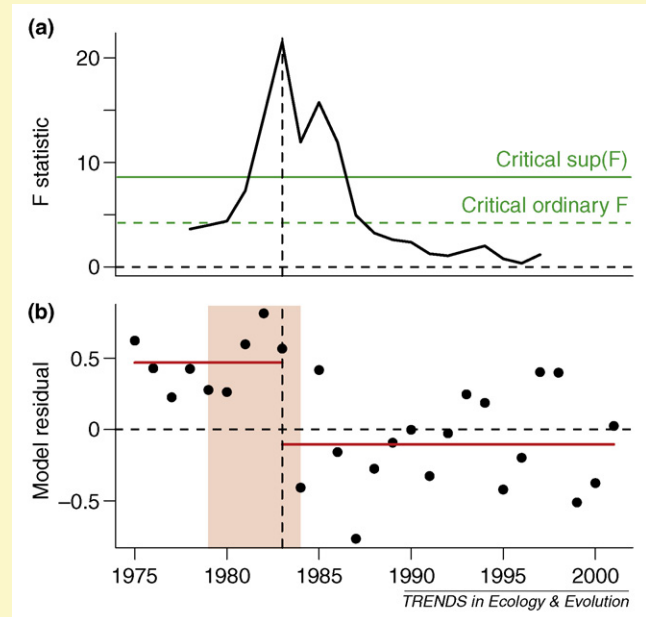 (a)
20
10
0
F statistic
Critical sup(F)
Critical ordinary F
(b)
0.5
0
−0.5
Model residual
1975 1980 1985 1990 1995 2000
TRENDS in Ecology & Evolution